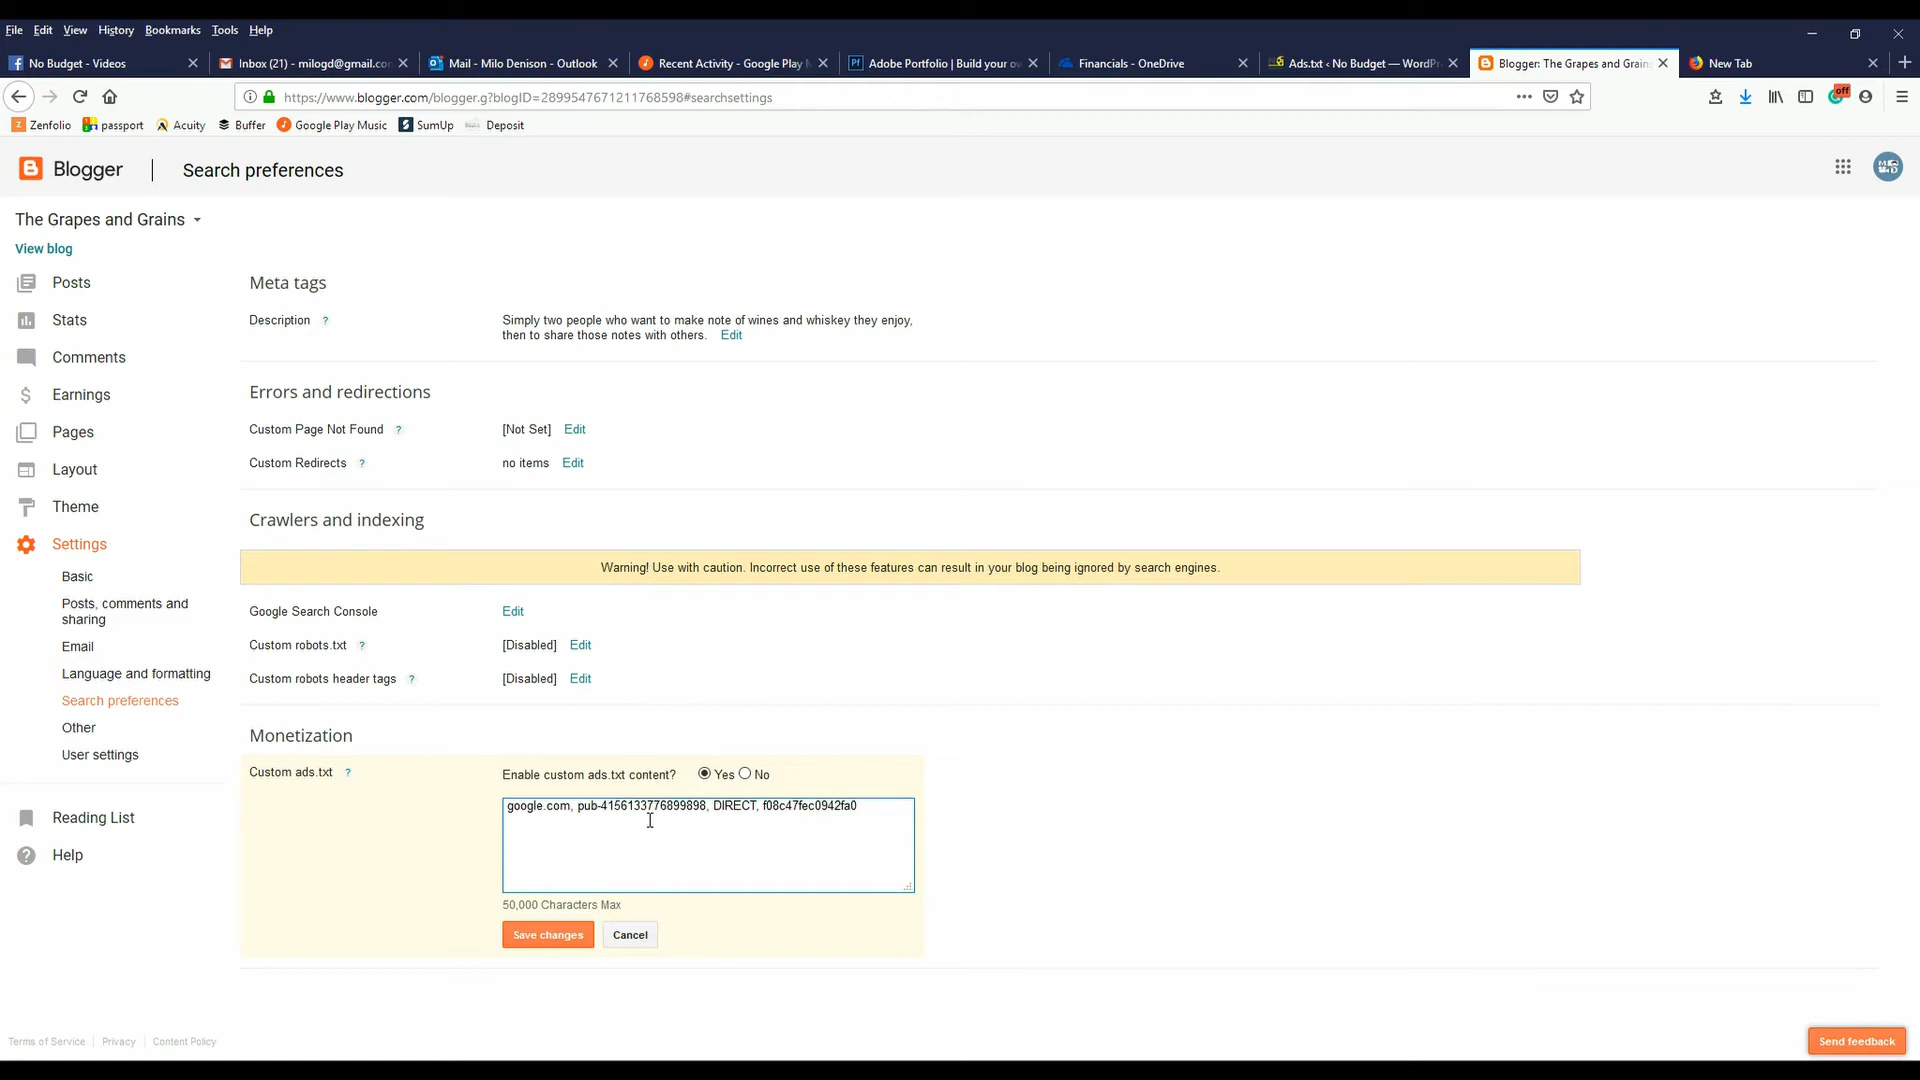 File Edit View History Bookmarks Tools Help
No Budget - Videos
Inbox (21) - milogd@gmail.co
Mail - Milo Denison - Outlook
Recent Activity - Google Play M
Adobe Portfolio | Build your ow
Financials - OneDrive
Ads.txt ‹ No Budget — WordPr
Blogger: The Grapes and Grains
New Tab
https://www.blogger.com/blogger.g?blogID=2899547671211768598#searchsettings
off
Zenfolio passport Acuity Buffer Google Play Music SumUp Deposit
Blogger | Search preferences
The Grapes and Grains
View blog
Posts
Stats
Comments
Earnings
Pages
Layout
Theme
Settings
Basic
Posts, comments and
sharing
Email
Language and formatting
Search preferences
Other
User settings
Reading List
Help
Meta tags
Description ? Simply two people who want to make note of wines and whiskey they enjoy,
then to share those notes with others. Edit
Errors and redirections
Custom Page Not Found ? [Not Set] Edit
Custom Redirects ? no items Edit
Crawlers and indexing
Warning! Use with caution. Incorrect use of these features can result in your blog being ignored by search engines.
Google Search Console Edit
Custom robots.txt ? [Disabled] Edit
Custom robots header tags ? [Disabled] Edit
Monetization
Custom ads.txt ? Enable custom ads.txt content? Yes No
google.com, pub-4156133776899898, DIRECT, f08c47fec0942fa0
50,000 Characters Max
Save changes Cancel
Terms of Service | Privacy | Content Policy
Send feedback